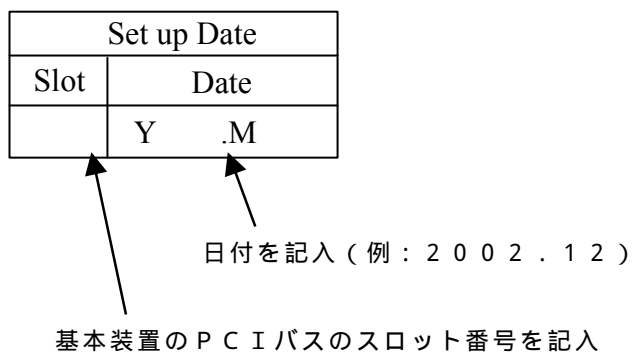 Set up Date
Slot Date
Y .M
日付を記入(例:2002.12)
基本装置のPCIバスのスロット番号を記入